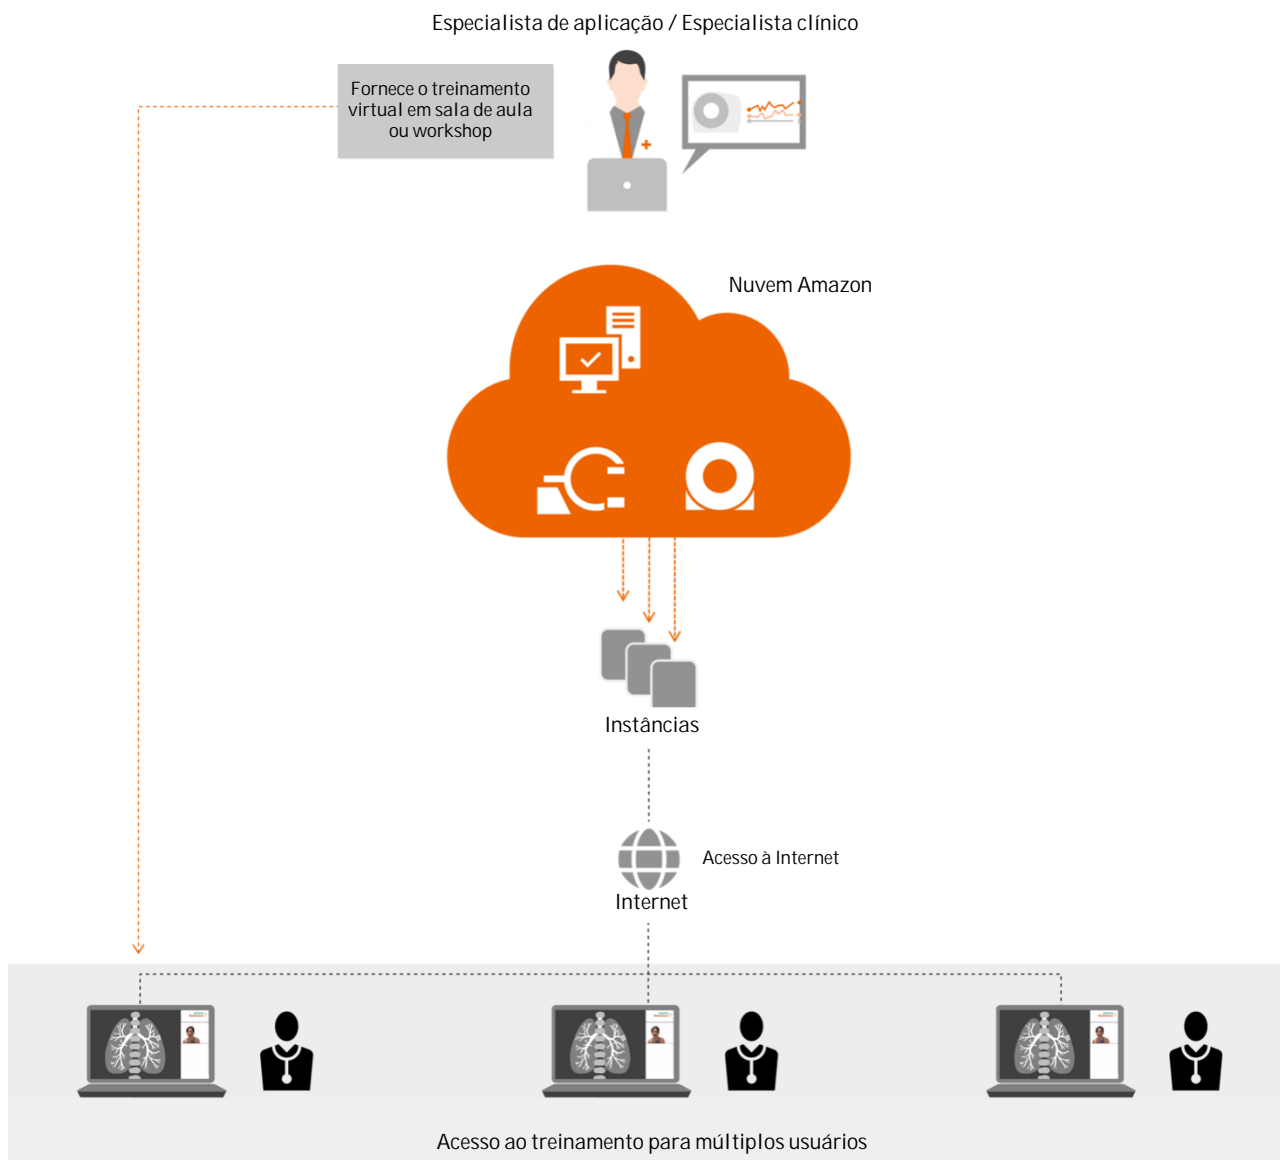 Especialista de aplicação / Especialista clínico
Fornece o treinamento
virtual em sala de aula
ou workshop
Nuvem Amazon
Instâncias
Acesso à Internet
Internet
Acesso ao treinamento para múltiplos usuários